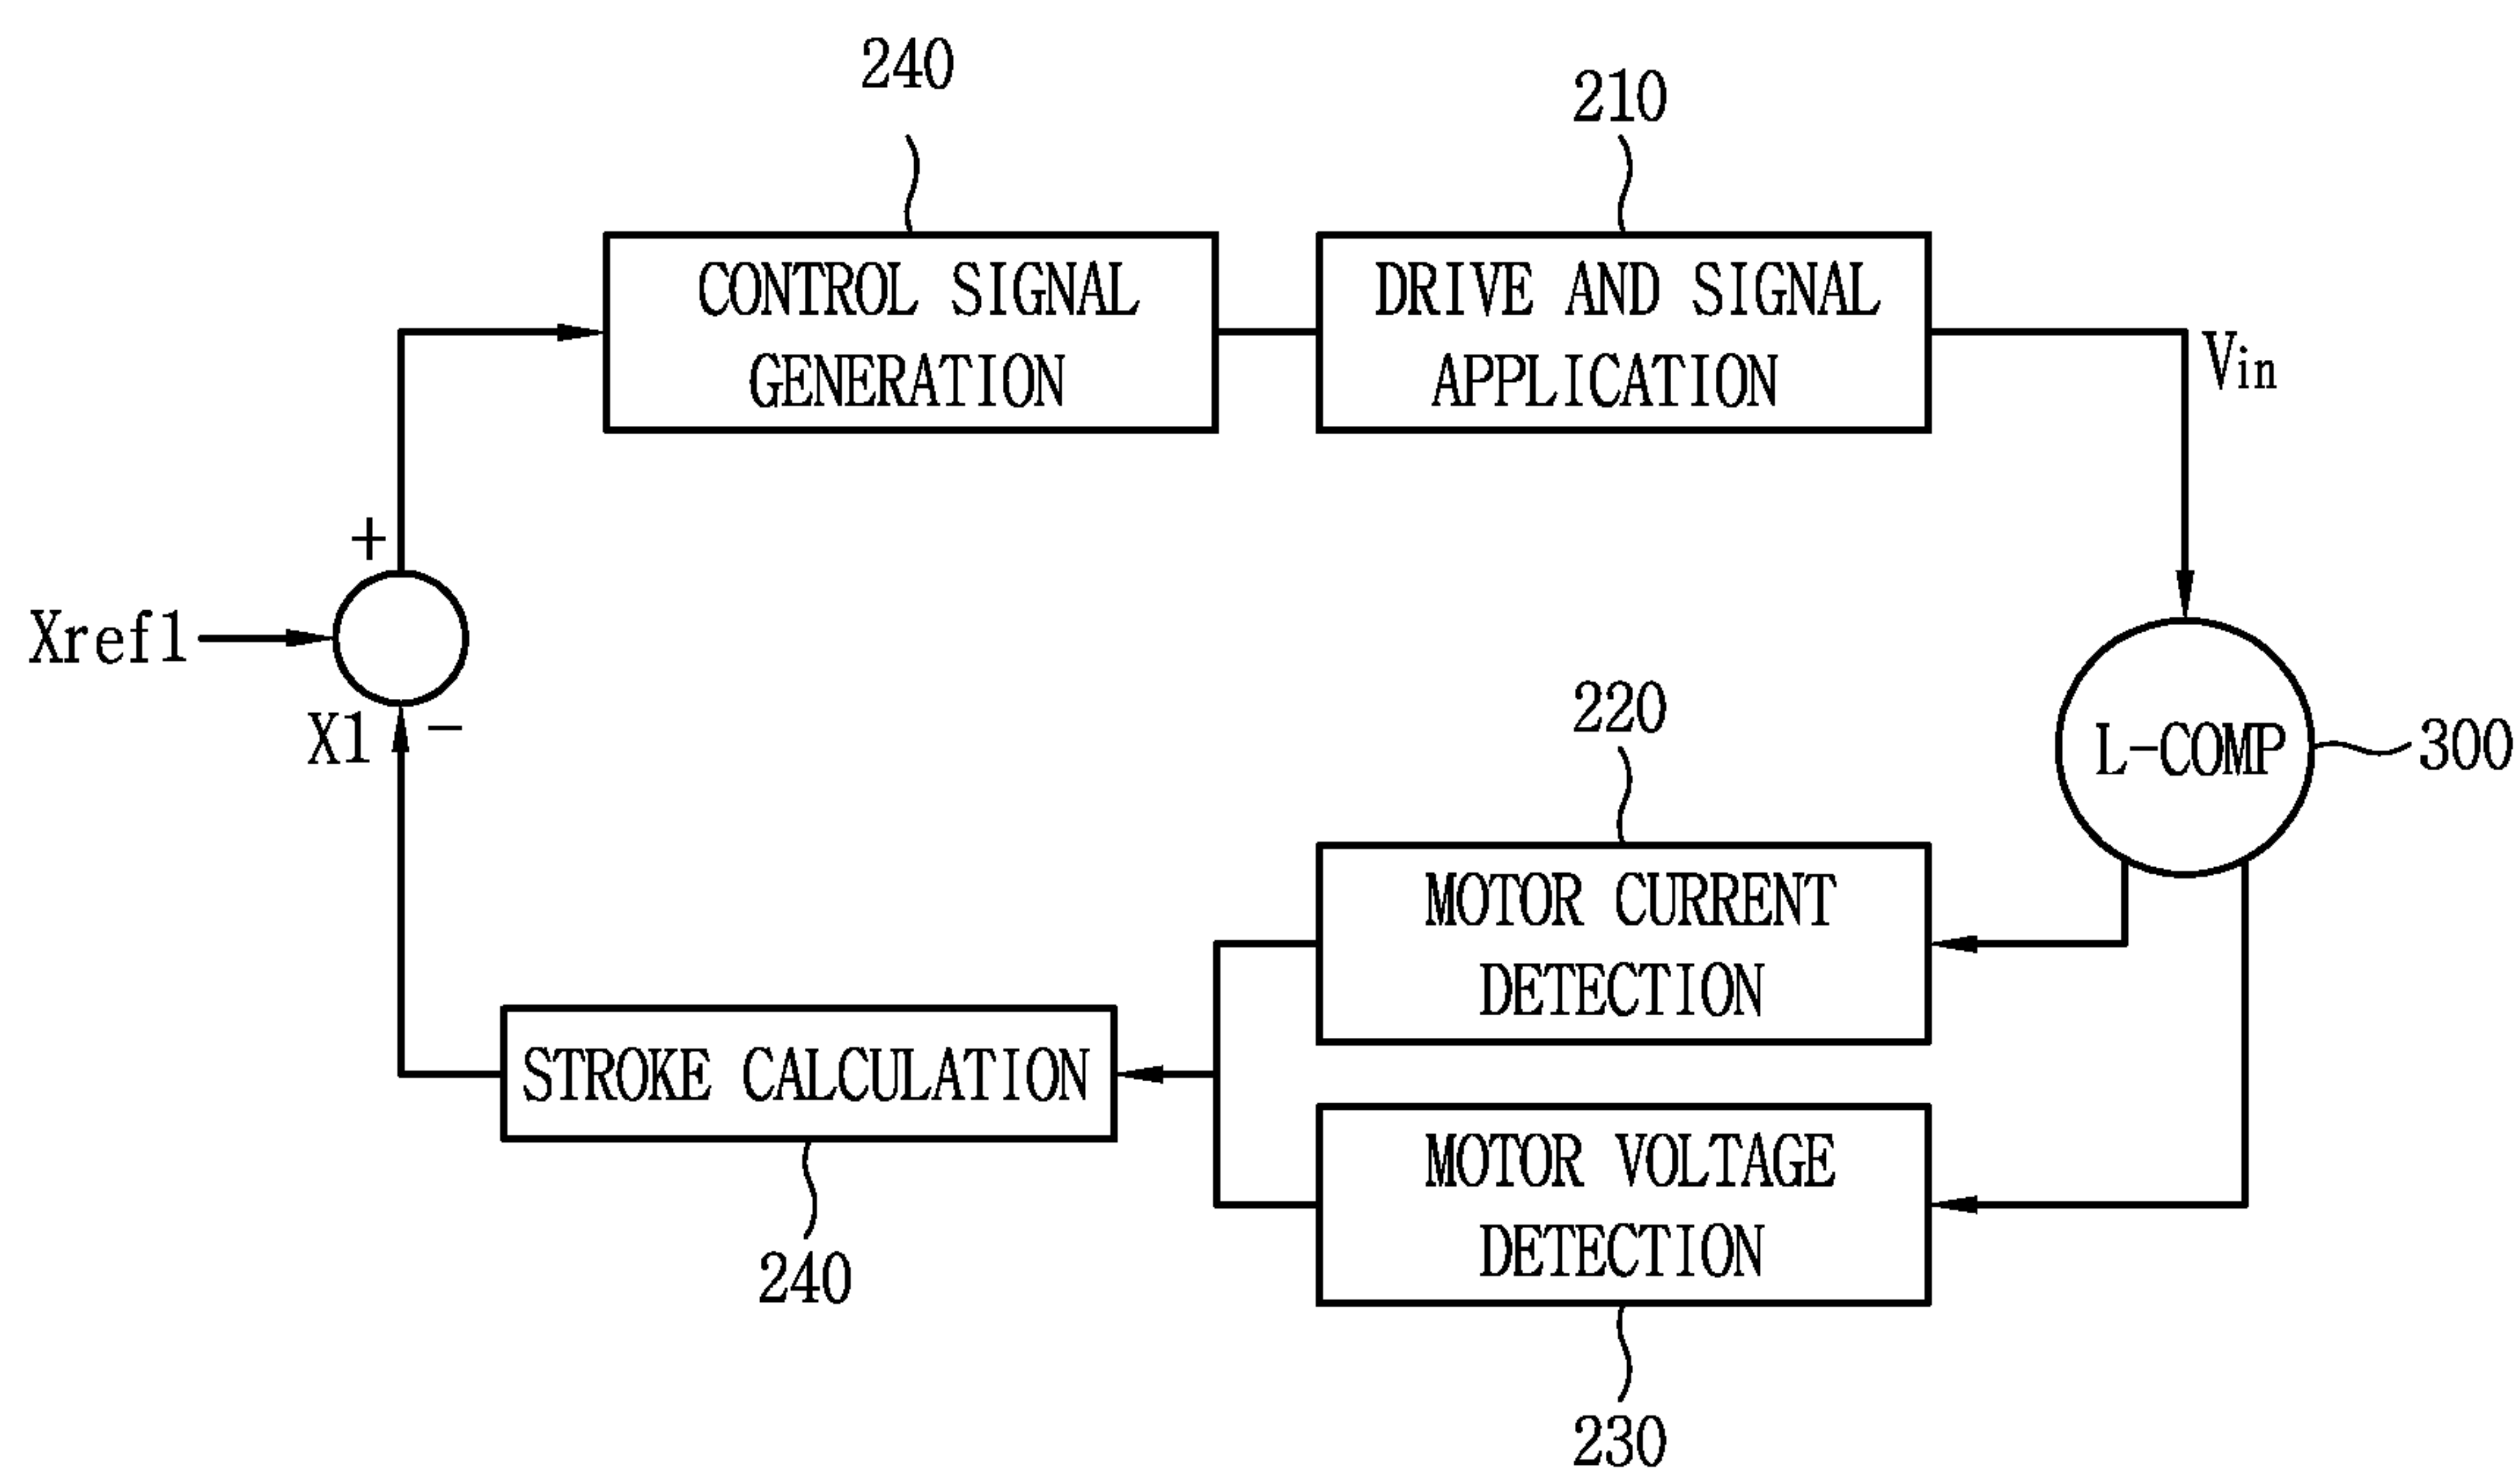 240
210
CONTROL SIGNAL
GENERATION
DRIVE AND SIGNAL
APPLICATION
Vin
+
Xref1
X1
−
220
L-COMP
300
MOTOR CURRENT
DETECTION
STROKE CALCULATION
MOTOR VOLTAGE
DETECTION
240
230